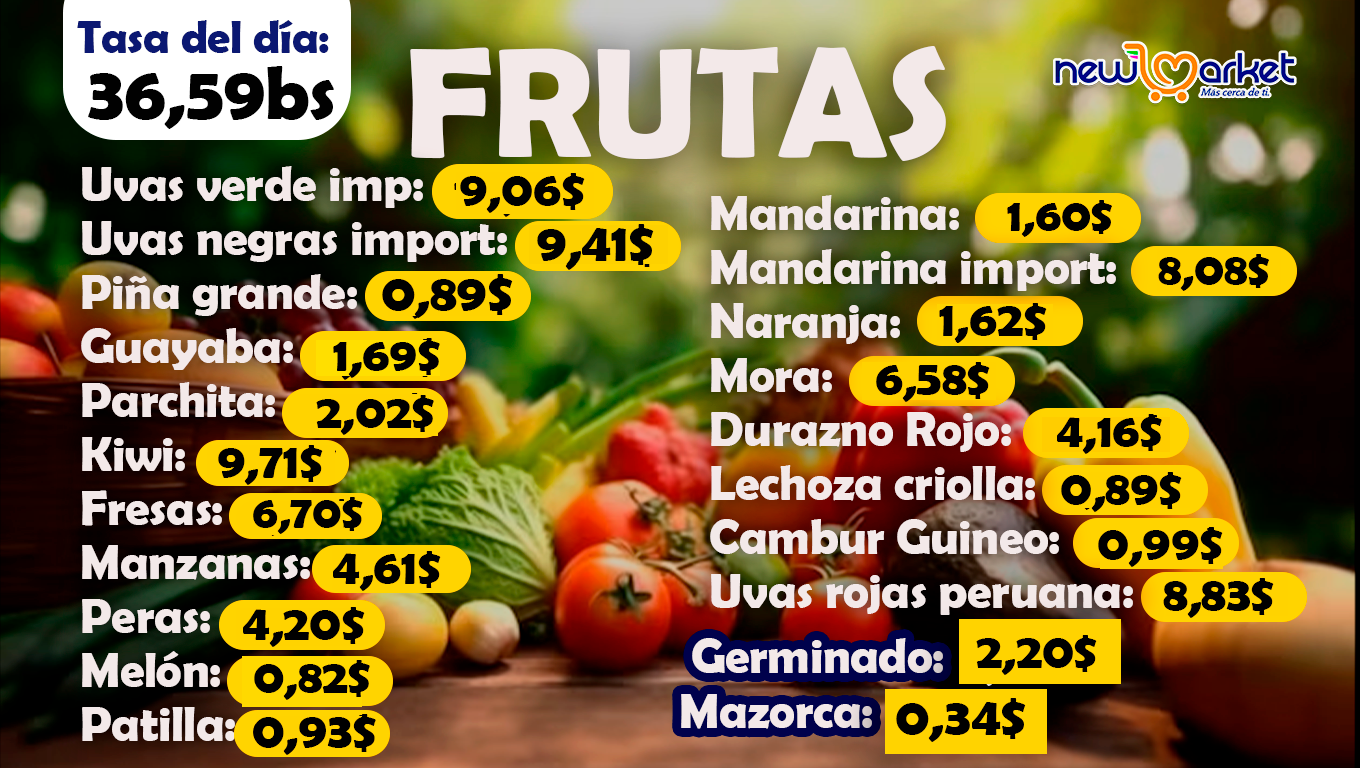 Tasa del día:
36,59bs
FRUTAS
new market
Más cerca de ti.
Uvas verde imp: 9,06$
Uvas negras import: 9,41$
Piña grande: 0,89$
Guayaba: 1,69$
Parchita: 2,02$
Kiwi: 9,71$
Fresas: 6,70$
Manzanas: 4,61$
Peras: 4,20$
Melón: 0,82$
Patilla: 0,93$
Mandarina: 1,60$
Mandarina import: 8,08$
Naranja: 1,62$
Mora: 6,58$
Durazno Rojo: 4,16$
Lechoza criolla: 0,89$
Cambur Guineo: 0,99$
Uvas rojas peruana: 8,83$
Germinado: 2,20$
Mazorca: 0,34$